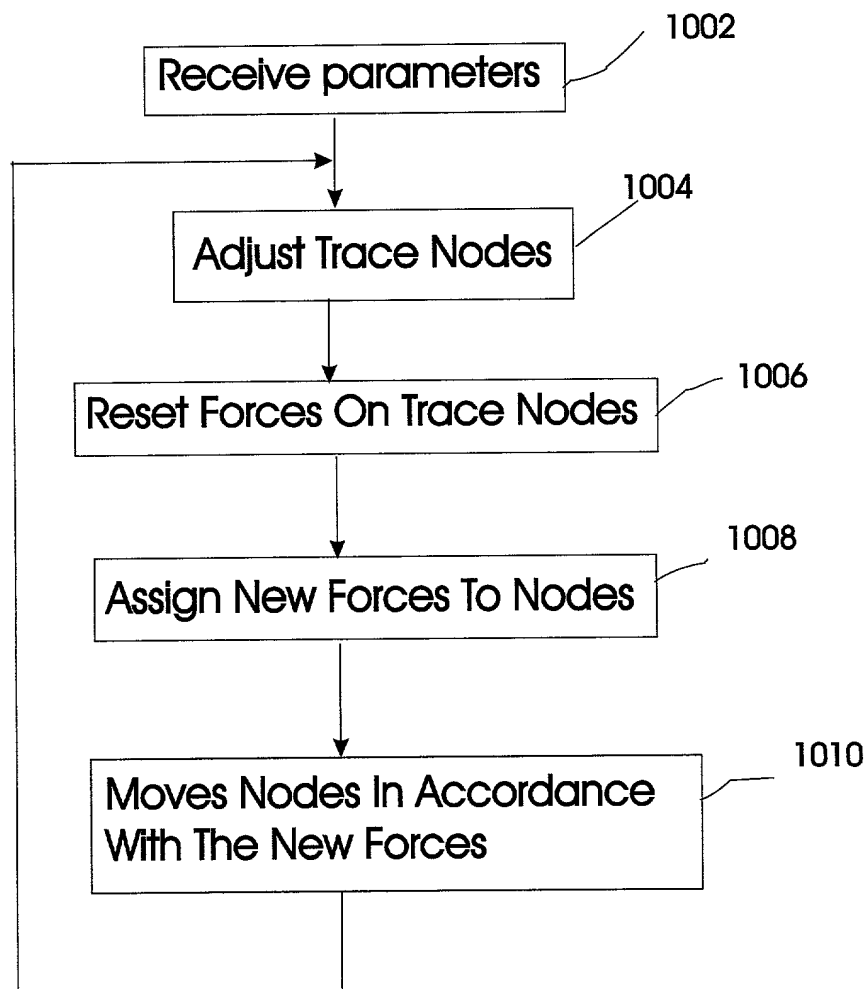 1002
Receive parameters
1004
Adjust Trace Nodes
1006
Reset Forces On Trace Nodes
1008
Assign New Forces To Nodes
1010
Moves Nodes In Accordance
With The New Forces